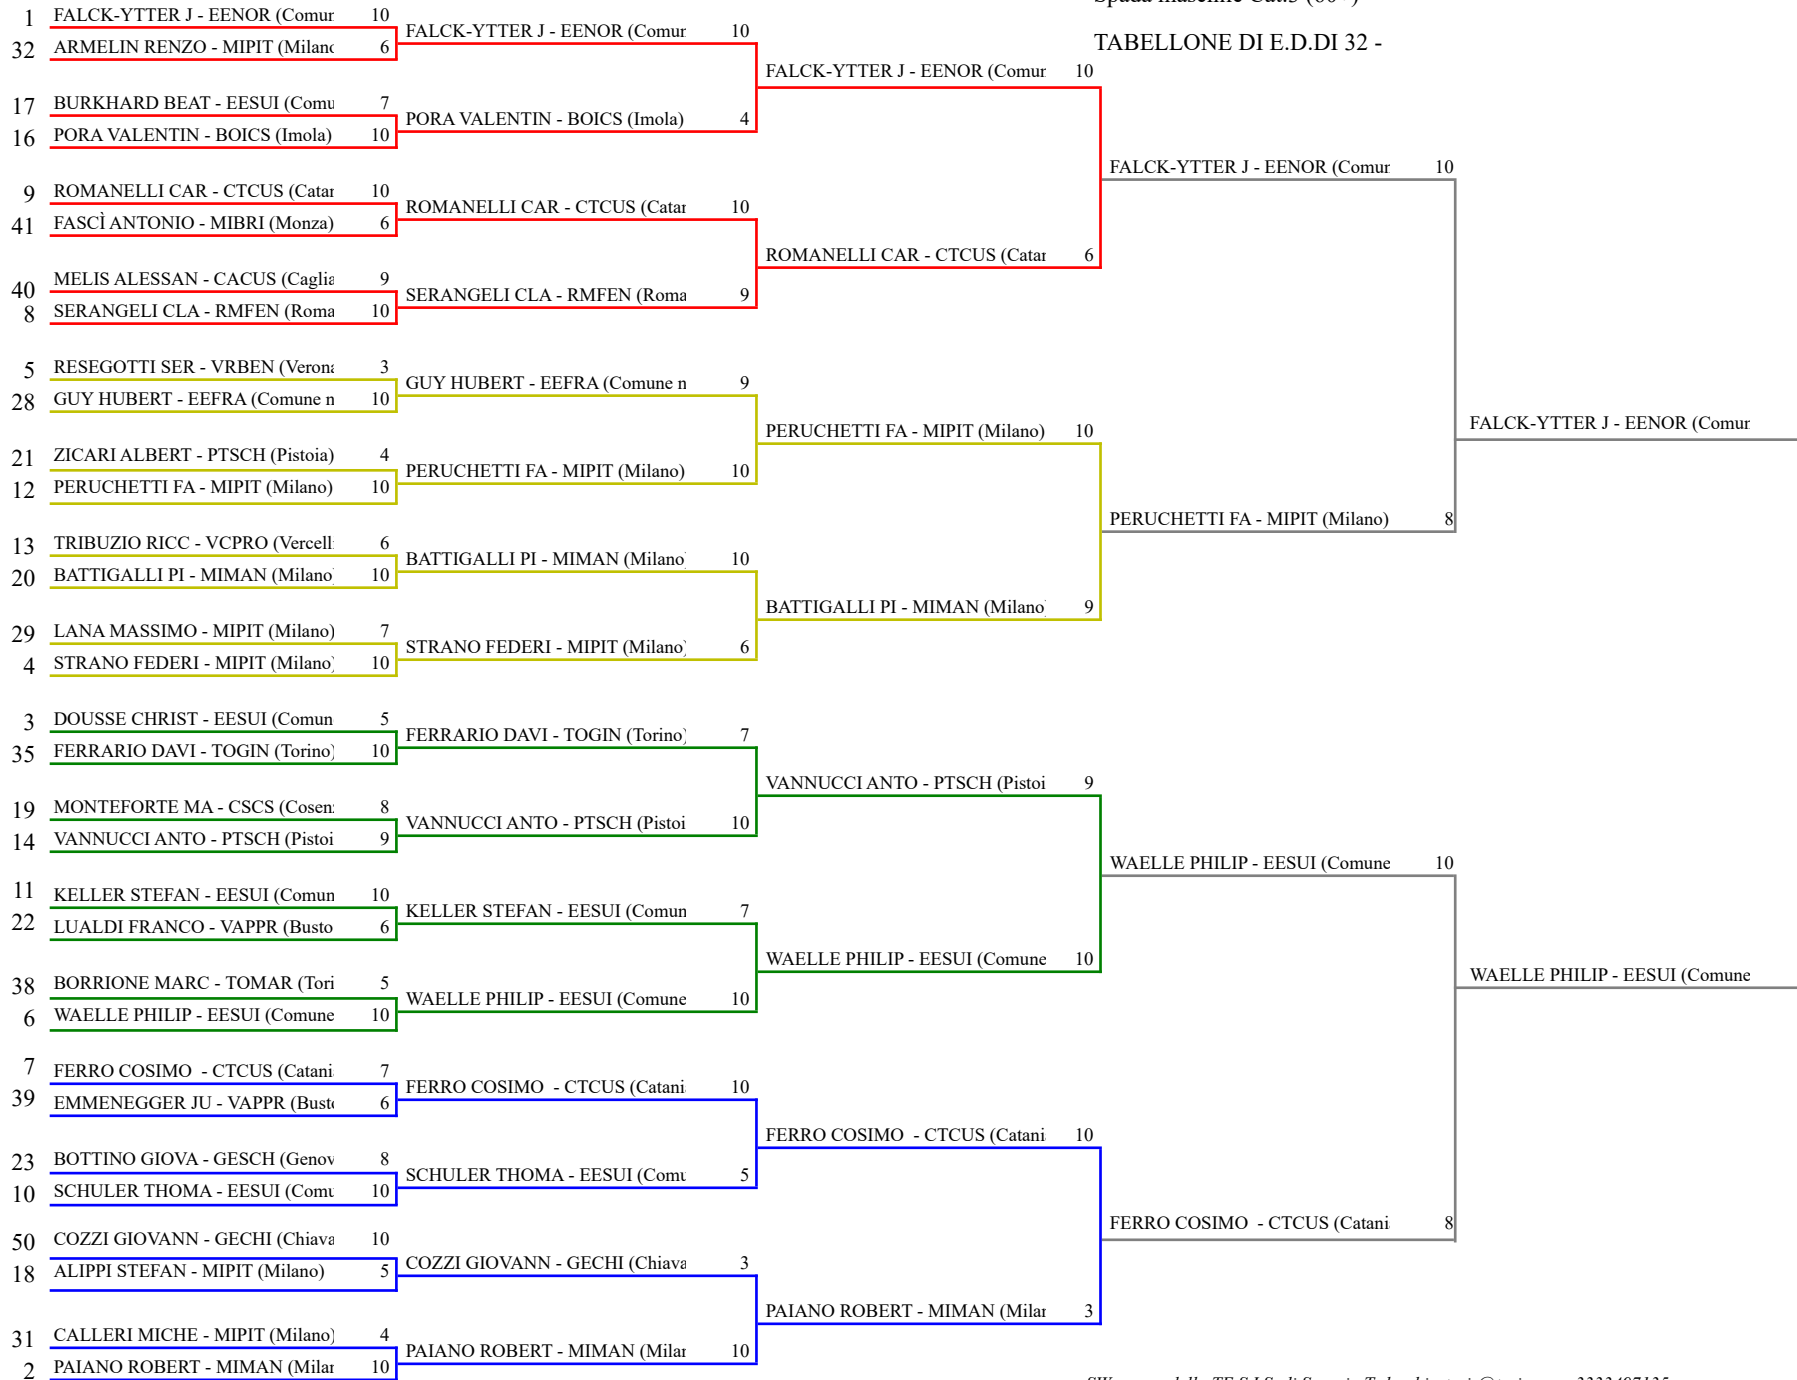 TABELLONE DI E.D.DI 32 -
1 FALCK-YTTER J - EENOR (Comur 10
32 ARMELIN RENZO - MIPIT (Milanc 6
17 BURKHARD BEAT - EESUI (Comu 7
16 PORA VALENTIN - BOICS (Imola) 10
9 ROMANELLI CAR - CTCUS (Catar 10
41 FASCÌ ANTONIO - MIBRI (Monza) 6
40 MELIS ALESSAN - CACUS (Caglia 9
8 SERANGELI CLA - RMFEN (Roma 10
5 RESEGOTTI SER - VRBEN (Verona 3
28 GUY HUBERT - EEFRA (Comune n 10
21 ZICARI ALBERT - PTSCH (Pistoia) 4
12 PERUCHETTI FA - MIPIT (Milano) 10
13 TRIBUZIO RICC - VCPRO (Vercell 6
20 BATTIGALLI PI - MIMAN (Milano 10
29 LANA MASSIMO - MIPIT (Milano) 7
4 STRANO FEDERI - MIPIT (Milano) 10
3 DOUSSE CHRIST - EESUI (Comun 5
35 FERRARIO DAVI - TOGIN (Torino) 10
19 MONTEFORTE MA - CSCS (Cosen 8
14 VANNUCCI ANTO - PTSCH (Pistoi 9
11 KELLER STEFAN - EESUI (Comun 10
22 LUALDI FRANCO - VAPPR (Busto 6
38 BORRIONE MARC - TOMAR (Tori 5
6 WAELLE PHILIP - EESUI (Comune 10
7 FERRO COSIMO - CTCUS (Catani 7
39 EMMENEGGER JU - VAPPR (Busto 6
23 BOTTINO GIOVA - GESCH (Genov 8
10 SCHULER THOMA - EESUI (Comu 10
50 COZZI GIOVANN - GECHI (Chiava 10
18 ALIPPI STEFAN - MIPIT (Milano) 5
31 CALLERI MICHE - MIPIT (Milano) 4
2 PAIANO ROBERT - MIMAN (Milar 10
FALCK-YTTER J - EENOR (Comur 10
PORA VALENTIN - BOICS (Imola) 4
ROMANELLI CAR - CTCUS (Catar 10
SERANGELI CLA - RMFEN (Roma 9
GUY HUBERT - EEFRA (Comune n 9
PERUCHETTI FA - MIPIT (Milano) 10
BATTIGALLI PI - MIMAN (Milano 10
STRANO FEDERI - MIPIT (Milano) 6
FERRARIO DAVI - TOGIN (Torino) 7
VANNUCCI ANTO - PTSCH (Pistoi 10
KELLER STEFAN - EESUI (Comun 7
WAELLE PHILIP - EESUI (Comune 10
FERRO COSIMO - CTCUS (Catani 10
SCHULER THOMA - EESUI (Comu 5
COZZI GIOVANN - GECHI (Chiava 3
PAIANO ROBERT - MIMAN (Milar 10
FALCK-YTTER J - EENOR (Comur 10
ROMANELLI CAR - CTCUS (Catar 6
PERUCHETTI FA - MIPIT (Milano) 10
BATTIGALLI PI - MIMAN (Milano 9
VANNUCCI ANTO - PTSCH (Pistoi 9
WAELLE PHILIP - EESUI (Comune 10
FERRO COSIMO - CTCUS (Catani 10
PAIANO ROBERT - MIMAN (Milar 3
FALCK-YTTER J - EENOR (Comur 10
PERUCHETTI FA - MIPIT (Milano) 8
WAELLE PHILIP - EESUI (Comune 10
FERRO COSIMO - CTCUS (Catani 8
FALCK-YTTER J - EENOR (Comur
WAELLE PHILIP - EESUI (Comune